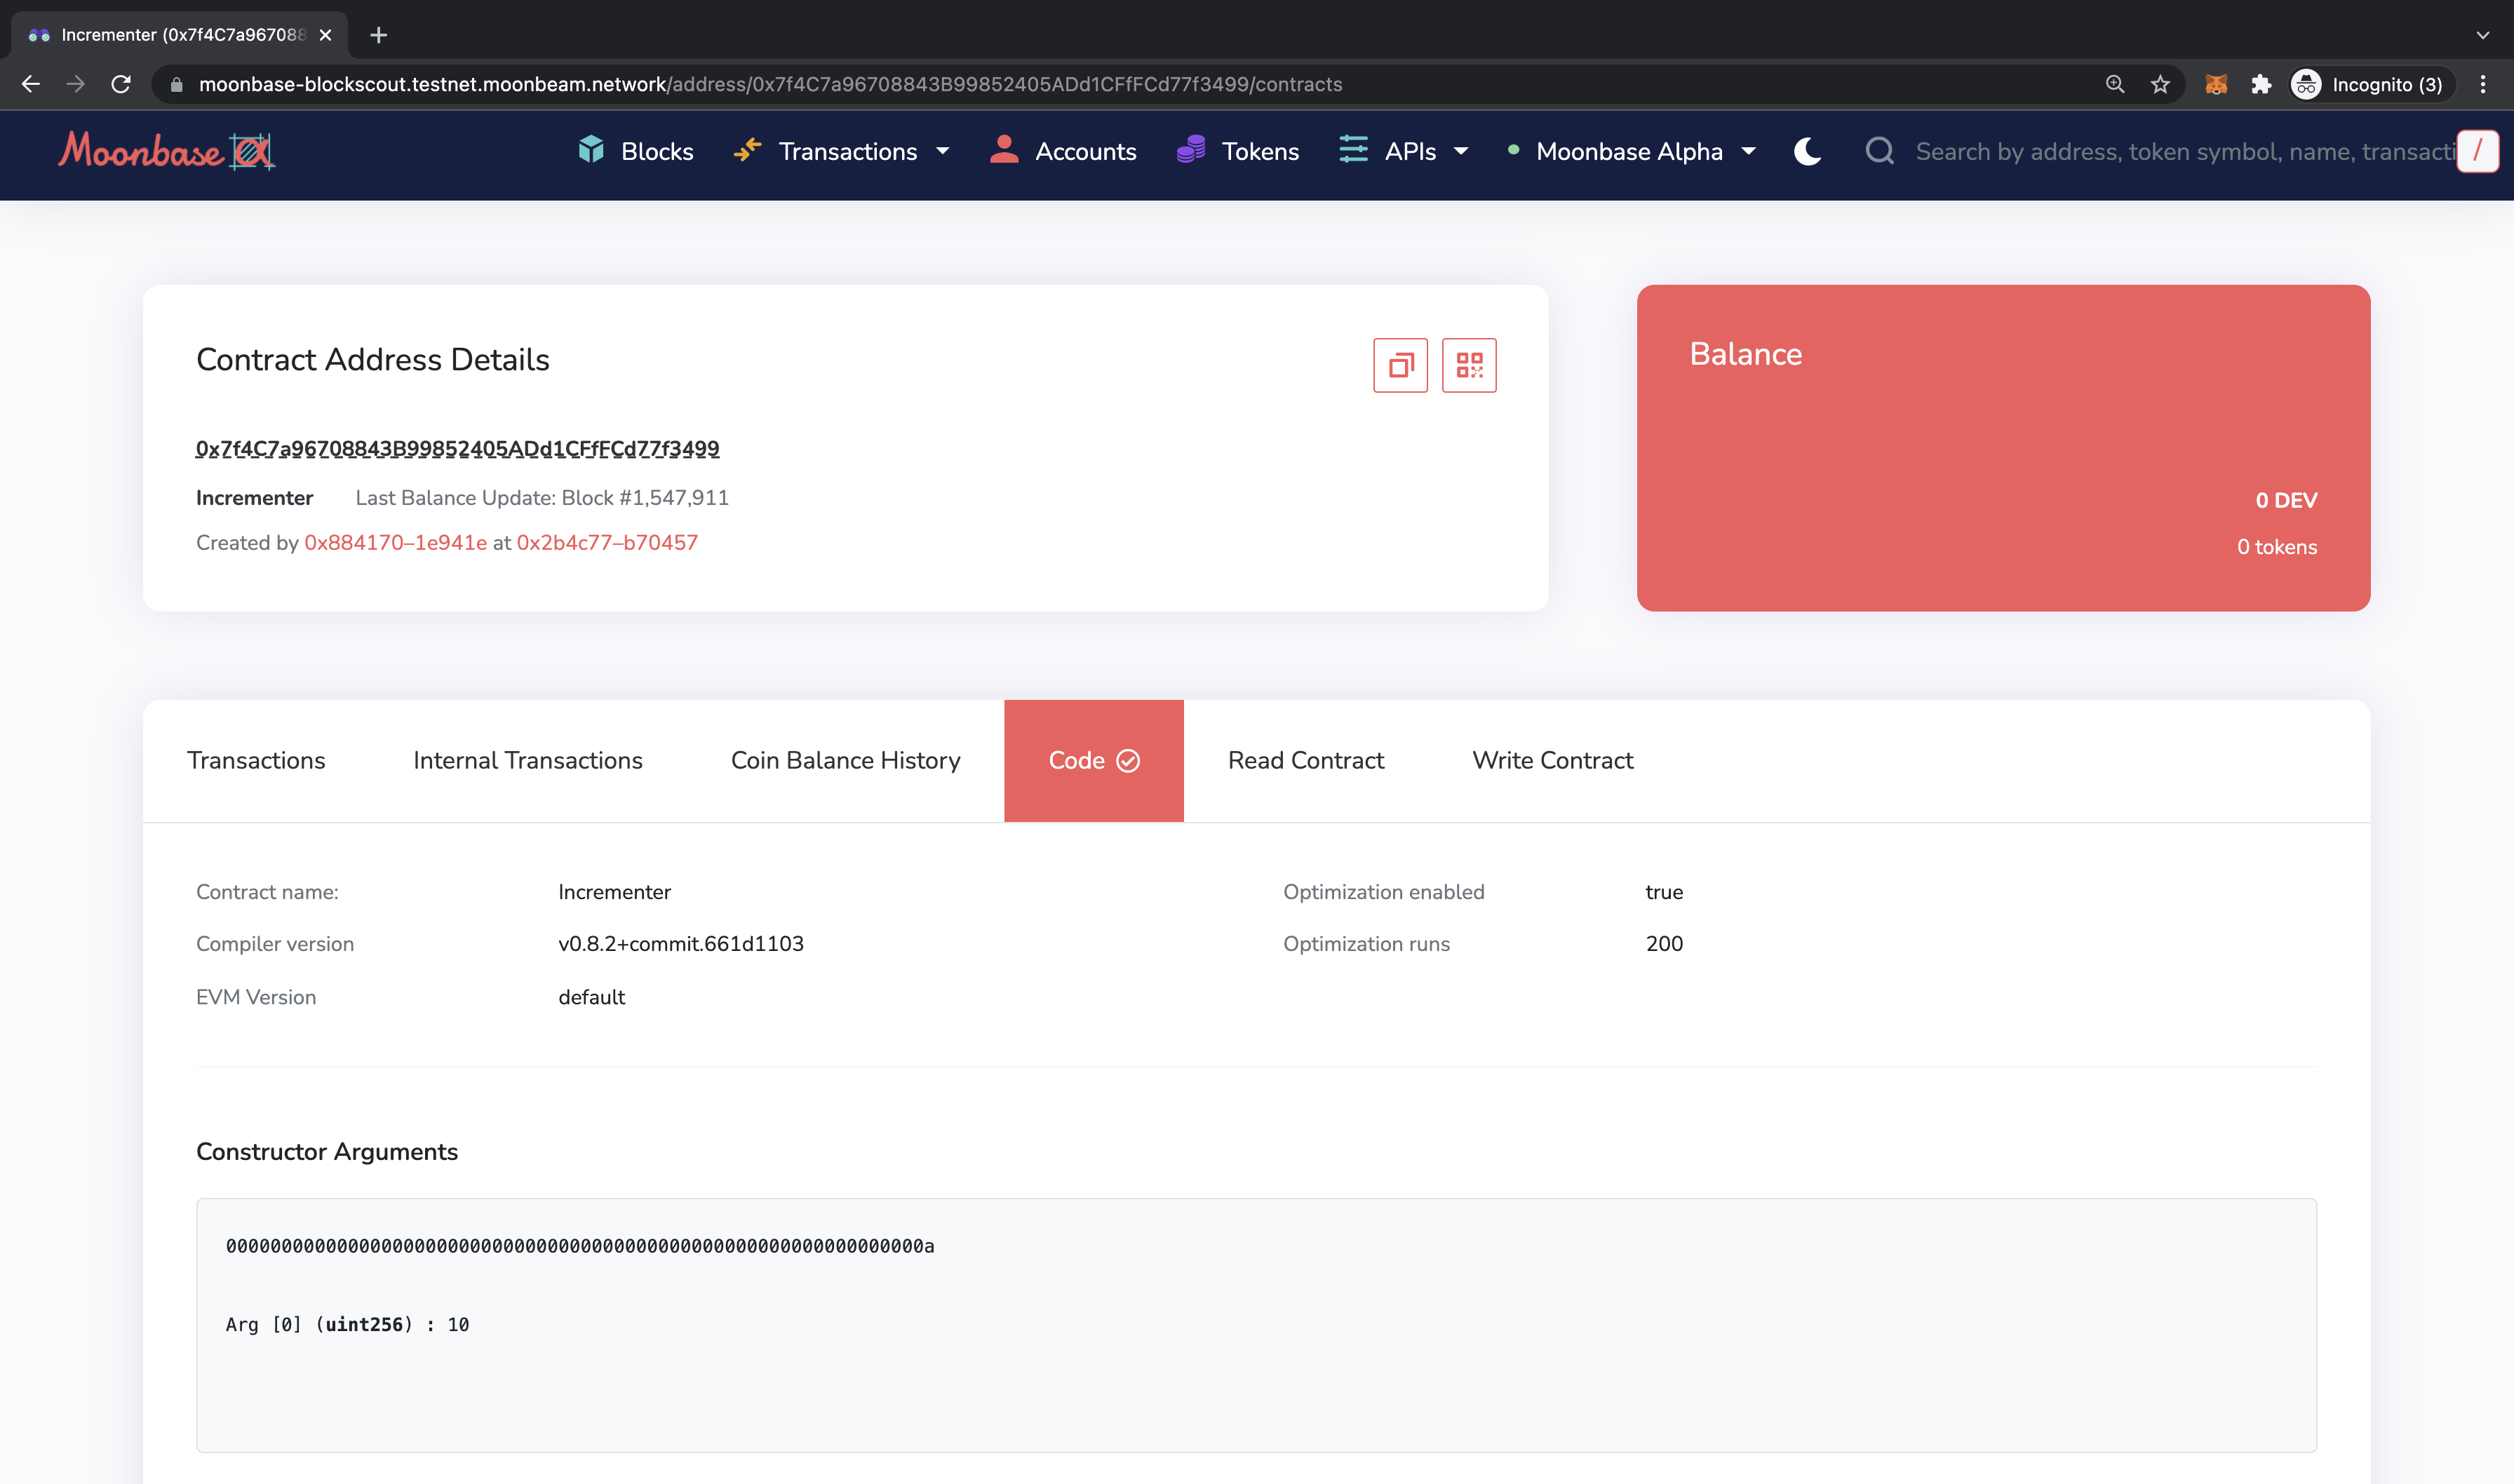 Incrementer (0x7f4C7a967088
moonbase-blockscout.testnet.moonbeam.network/address/0x7f4C7a96708843B99852405ADd1CFfFCd77f3499/contracts
Incognito (3)
Moonbase α
Blocks
Transactions
Accounts
Tokens
APIs
Moonbase Alpha
Search by address, token symbol, name, transacti
/
Contract Address Details
0x7f4C7a96708843B99852405ADd1CFfFCd77f3499
Incrementer Last Balance Update: Block #1,547,911
Created by 0x884170–1e941e at 0x2b4c77–b70457
Balance
0 DEV
0 tokens
Transactions
Internal Transactions
Coin Balance History
Code
Read Contract
Write Contract
Contract name: Incrementer
Optimization enabled true
Compiler version v0.8.2+commit.661d1103
Optimization runs 200
EVM Version default
Constructor Arguments
000000000000000000000000000000000000000000000000000000000000000a
Arg [0] (uint256) : 10